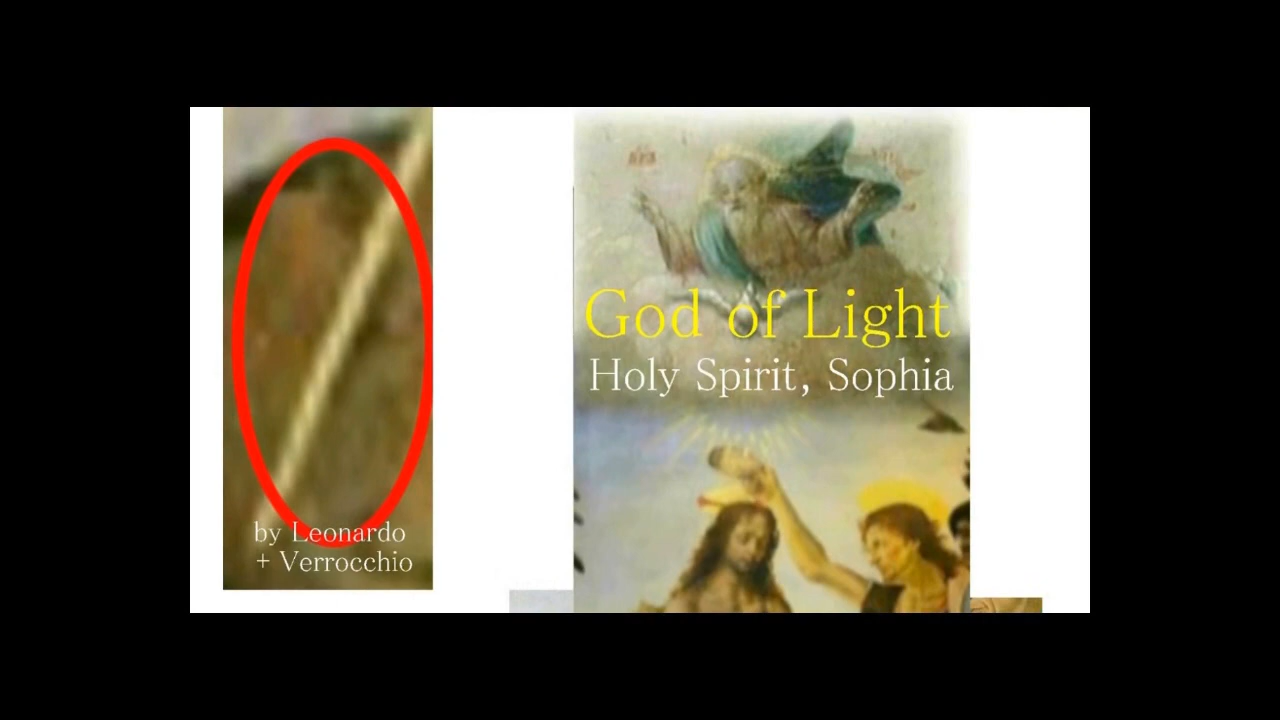 by Leonardo
+ Verrocchio
God of Light
Holy Spirit, Sophia